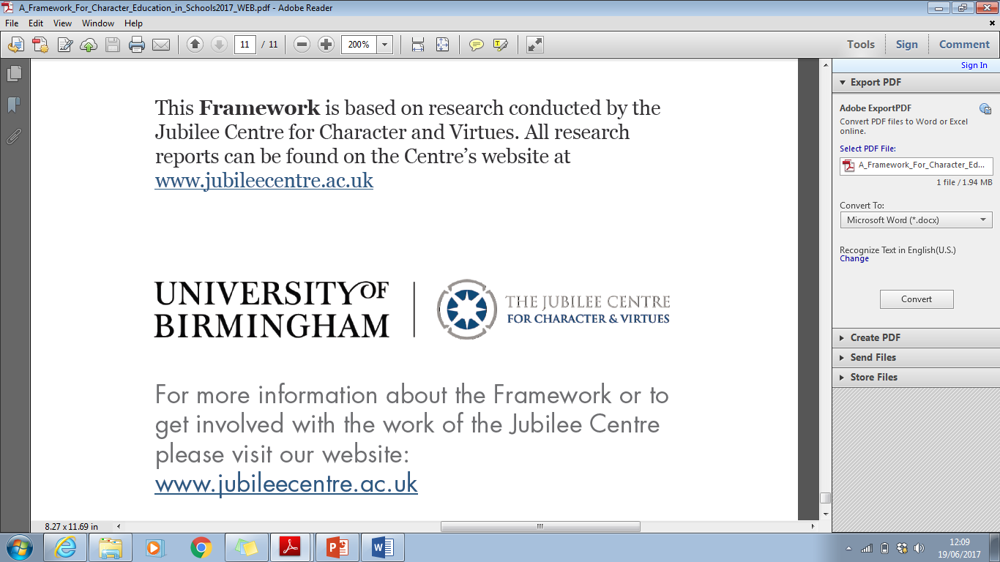 A_Framework_For_Character_Education_in_Schools2017_WEB.pdf - Adobe Reader
File Edit View Window Help
11 / 11 200% Tools Sign Comment
Sign In
Export PDF
Adobe ExportPDF
Convert PDF files to Word or Excel
online.
Select PDF File:
A_Framework_For_Character_Ed...
1 file / 1.94 MB
Convert To:
Microsoft Word (*.docx)
Recognize Text in English(U.S.)
Change
Convert
Create PDF
Send Files
Store Files
This Framework is based on research conducted by the
Jubilee Centre for Character and Virtues. All research
reports can be found on the Centre's website at
www.jubileecentre.ac.uk
UNIVERSITY OF
BIRMINGHAM
THE JUBILEE CENTRE
FOR CHARACTER & VIRTUES
For more information about the Framework or to
get involved with the work of the Jubilee Centre
please visit our website:
www.jubileecentre.ac.uk
8.27 x 11.69 in
12:09
19/06/2017